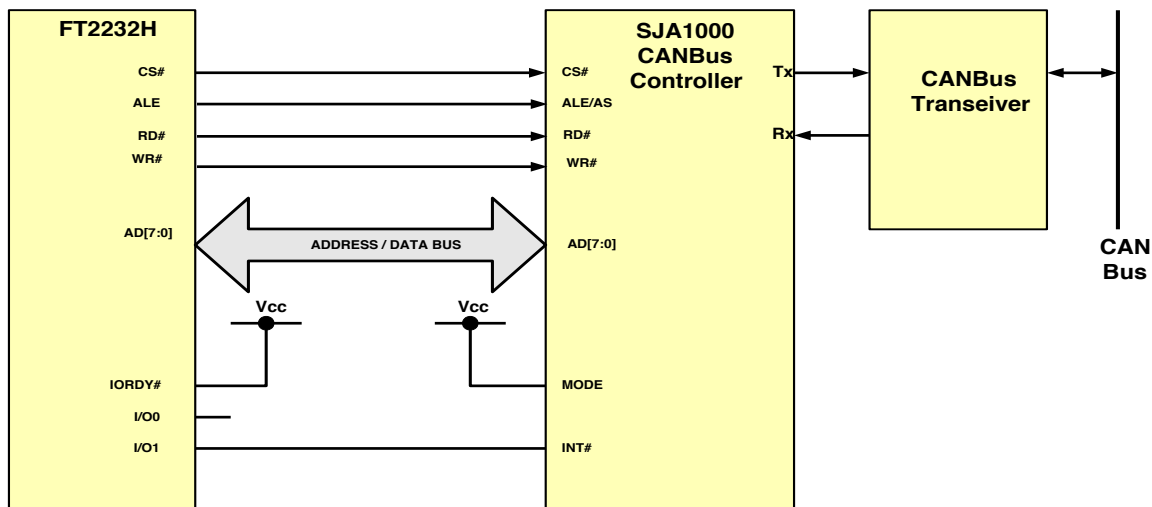 FT2232H
CS#
ALE
RD#
WR#
AD[7:0]
IORDY#
I/O0
I/O1
ADDRESS / DATA BUS
Vcc
Vcc
SJA1000
CANBus
Controller
CS#
ALE/AS
RD#
WR#
AD[7:0]
MODE
INT#
Tx
Rx
CANBus
Transeiver
CAN
Bus